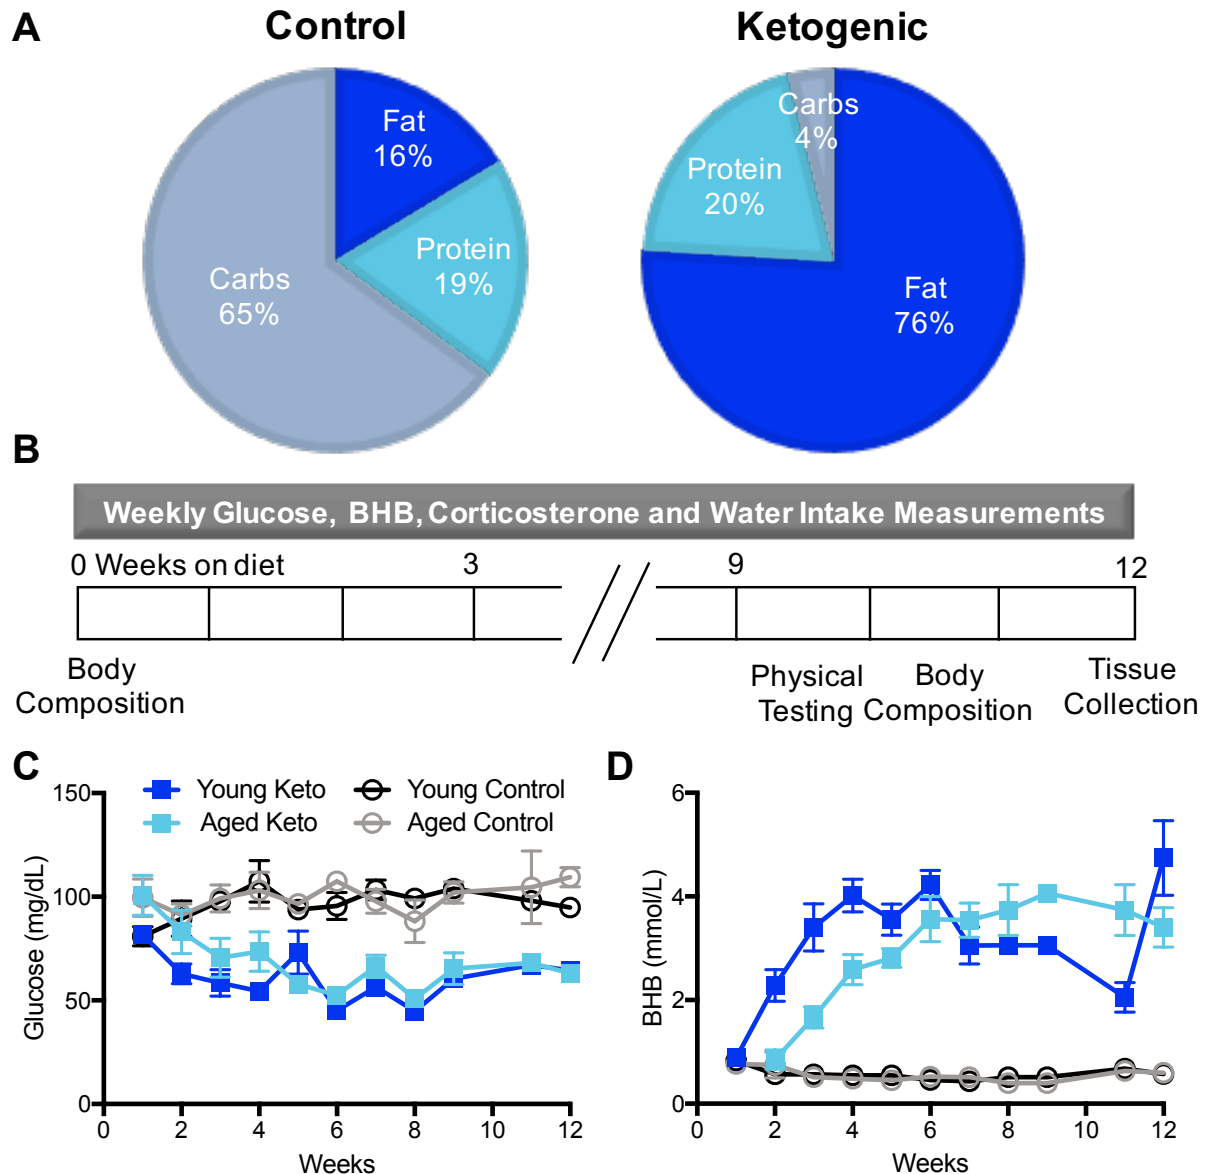 A
Control
Ketogenic
Fat
16%
Protein
19%
Carbs
65%
Carbs
4%
Protein
20%
Fat
76%
B
Weekly Glucose, BHB, Corticosterone and Water Intake Measurements
0 Weeks on diet 3 9 12
Body
Composition
Physical
Testing
Body
Composition
Tissue
Collection
C
Young Keto
Young Control
Aged Keto
Aged Control
Glucose (mg/dL)
150
100
50
0
0 2 4 6 8 10 12
Weeks
D
BHB (mmol/L)
6
4
2
0
0 2 4 6 8 10 12
Weeks